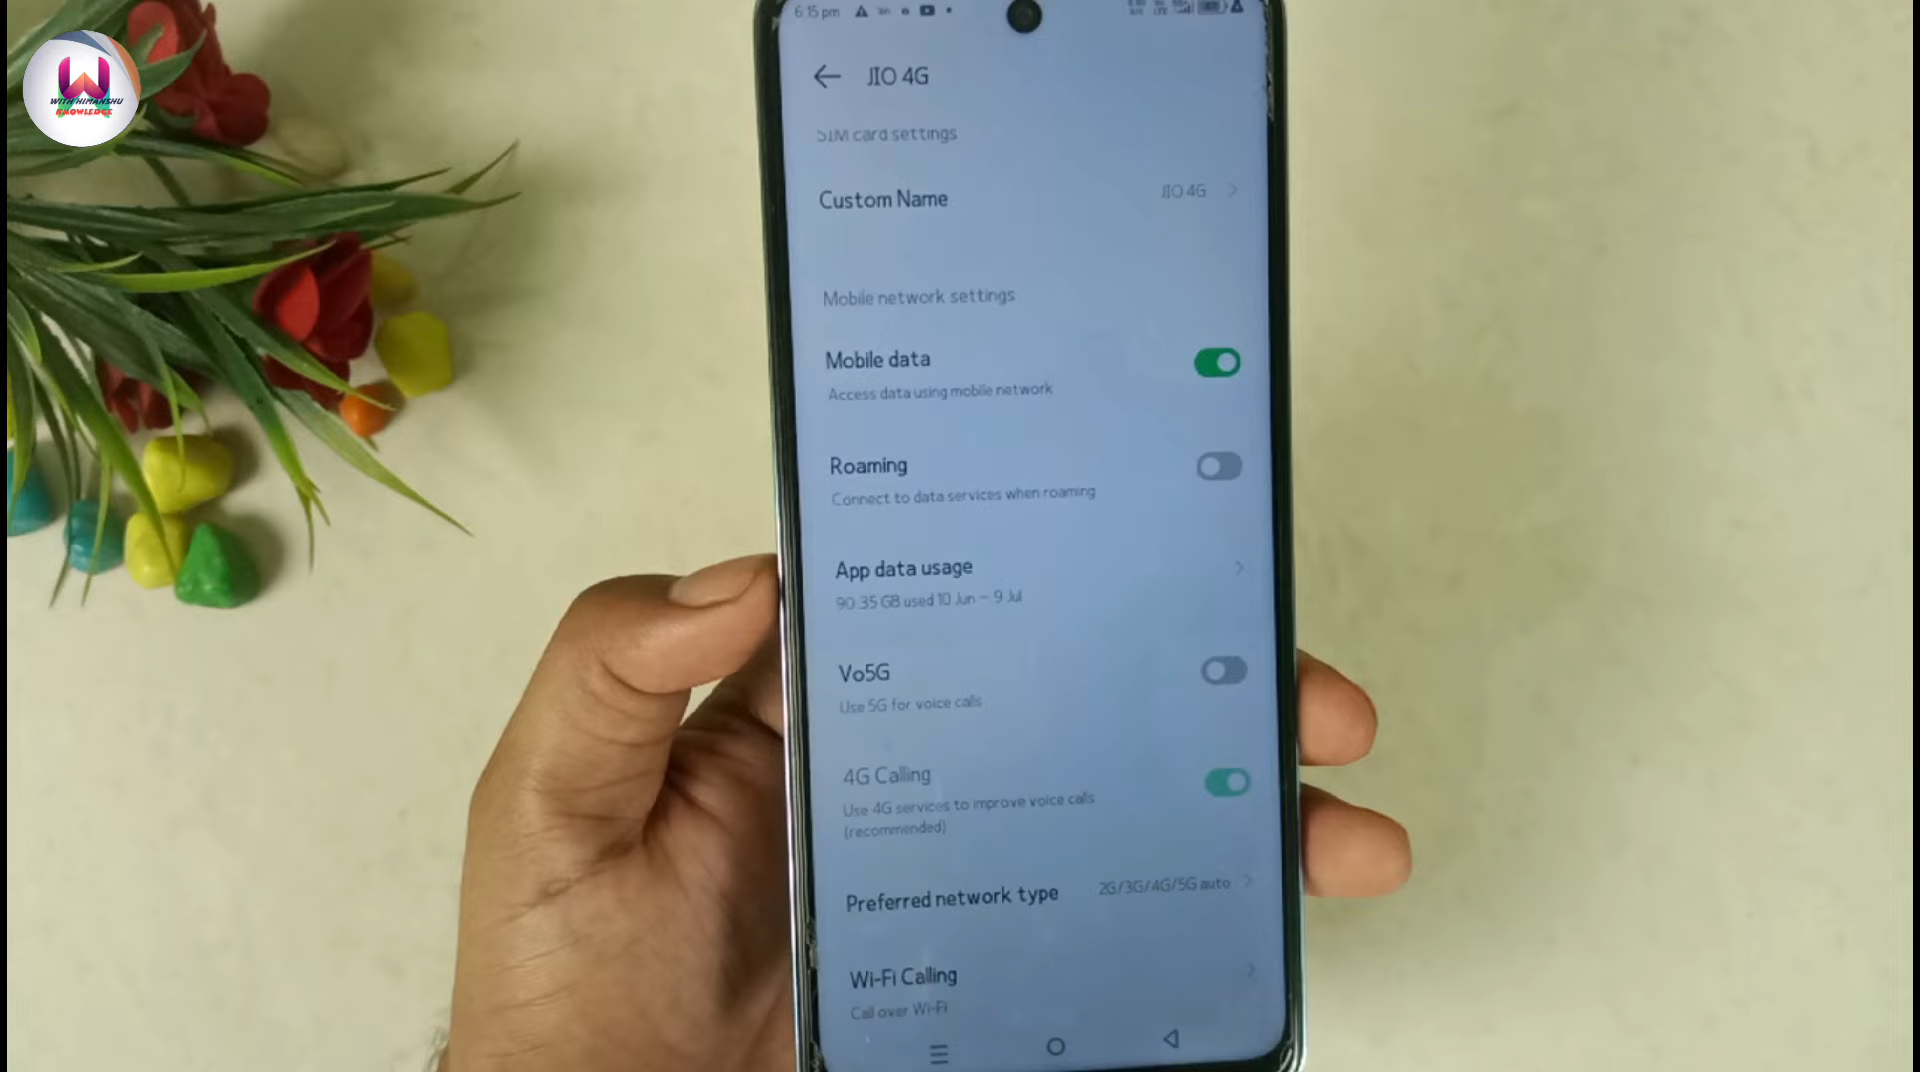 6:15 pm
JIO 4G
WITH HIMANSHU
KNOWLEDGE
SIM card settings
Custom Name JIO 4G
Mobile network settings
Mobile data
Access data using mobile network
Roaming
Connect to data services when roaming
App data usage
90.35 GB used 10 Jun – 9 Jul
Vo5G
Use 5G for voice calls
4G Calling
Use 4G services to improve voice calls
(recommended)
Preferred network type 2G/3G/4G/5G auto
Wi-Fi Calling
Call over Wi-Fi